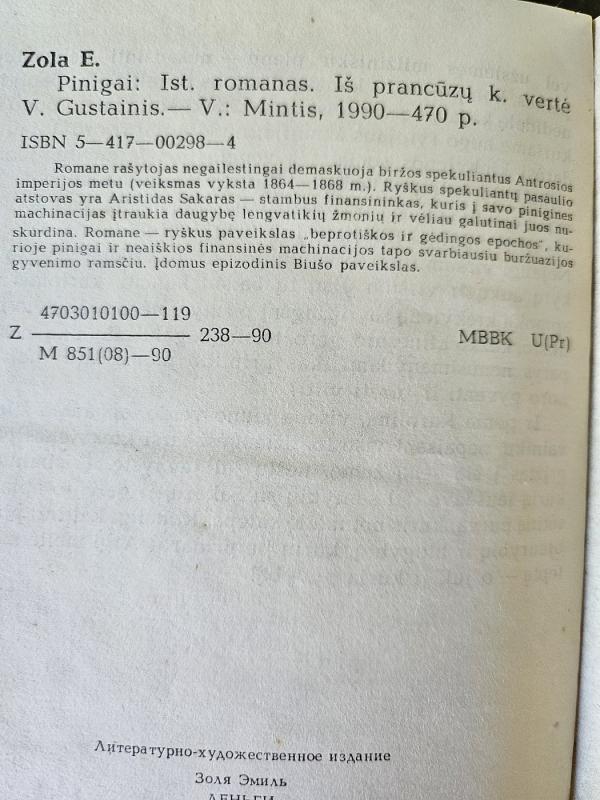 Zola E.
Pinigai: Ist. romanas. Iš prancūzų k. vertė
V. Gustainis.— V.: Mintis, 1990—470 p.
ISBN 5—417—00298—4
Romane rašytojas negailestingai demaskuoja biržos spekuliantus Antrosios
imperijos metu (veiksmas vyksta 1864—1868 m.). Ryškus spekuliantų pasaulio
atstovas yra Aristidas Sakaras — stambus finansininkas, kuris į savo pinigines
machinacijas įtraukia daugybę lengvatikių žmonių ir vėliau galutinai juos nu-
skurdina. Romane — ryškus paveikslas „beprotiškos ir gėdingos epochos“, ku-
rioje pinigai ir neaiškios finansinės machinacijos tapo svarbiausiu buržuazijos
gyvenimo ramsčiu. Įdomus epizodinis Biušo paveikslas.
4703010100—119
Z 238—90 MBBK U(Pr)
M 851(08)—90
Литературно-художественное издание
Золя Эмиль
ДЕНЬГИ